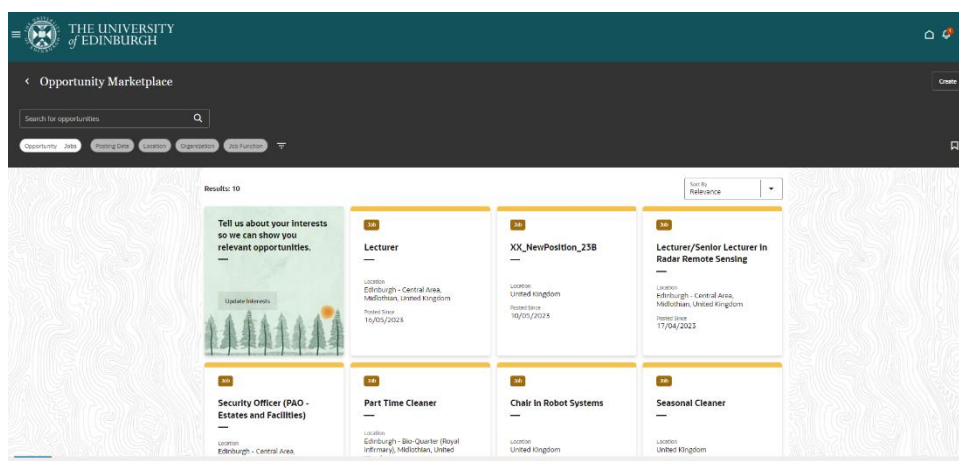 THE UNIVERSITY
of EDINBURGH
Opportunity Marketplace
Create
Search for opportunities
Opportunity Jobs
Posting Date
Location
Organization
Job Function
Results: 10
Sort By
Relevance
Tell us about your interests
so we can show you
relevant opportunities.
Update Interests
Job
Lecturer
Location
Edinburgh - Central Area,
Midlothian, United Kingdom
Posted Since
16/05/2023
Job
XX_NewPosition_23B
Location
United Kingdom
Posted Since
10/05/2023
Job
Lecturer/Senior Lecturer in
Radar Remote Sensing
Location
Edinburgh - Central Area,
Midlothian, United Kingdom
Posted Since
17/04/2023
Job
Security Officer (PAO -
Estates and Facilities)
Location
Edinburgh - Central Area,
Job
Part Time Cleaner
Location
Edinburgh - Bio-Quarter (Royal
Infirmary), Midlothian, United
Job
Chair in Robot Systems
Location
United Kingdom
Job
Seasonal Cleaner
Location
United Kingdom